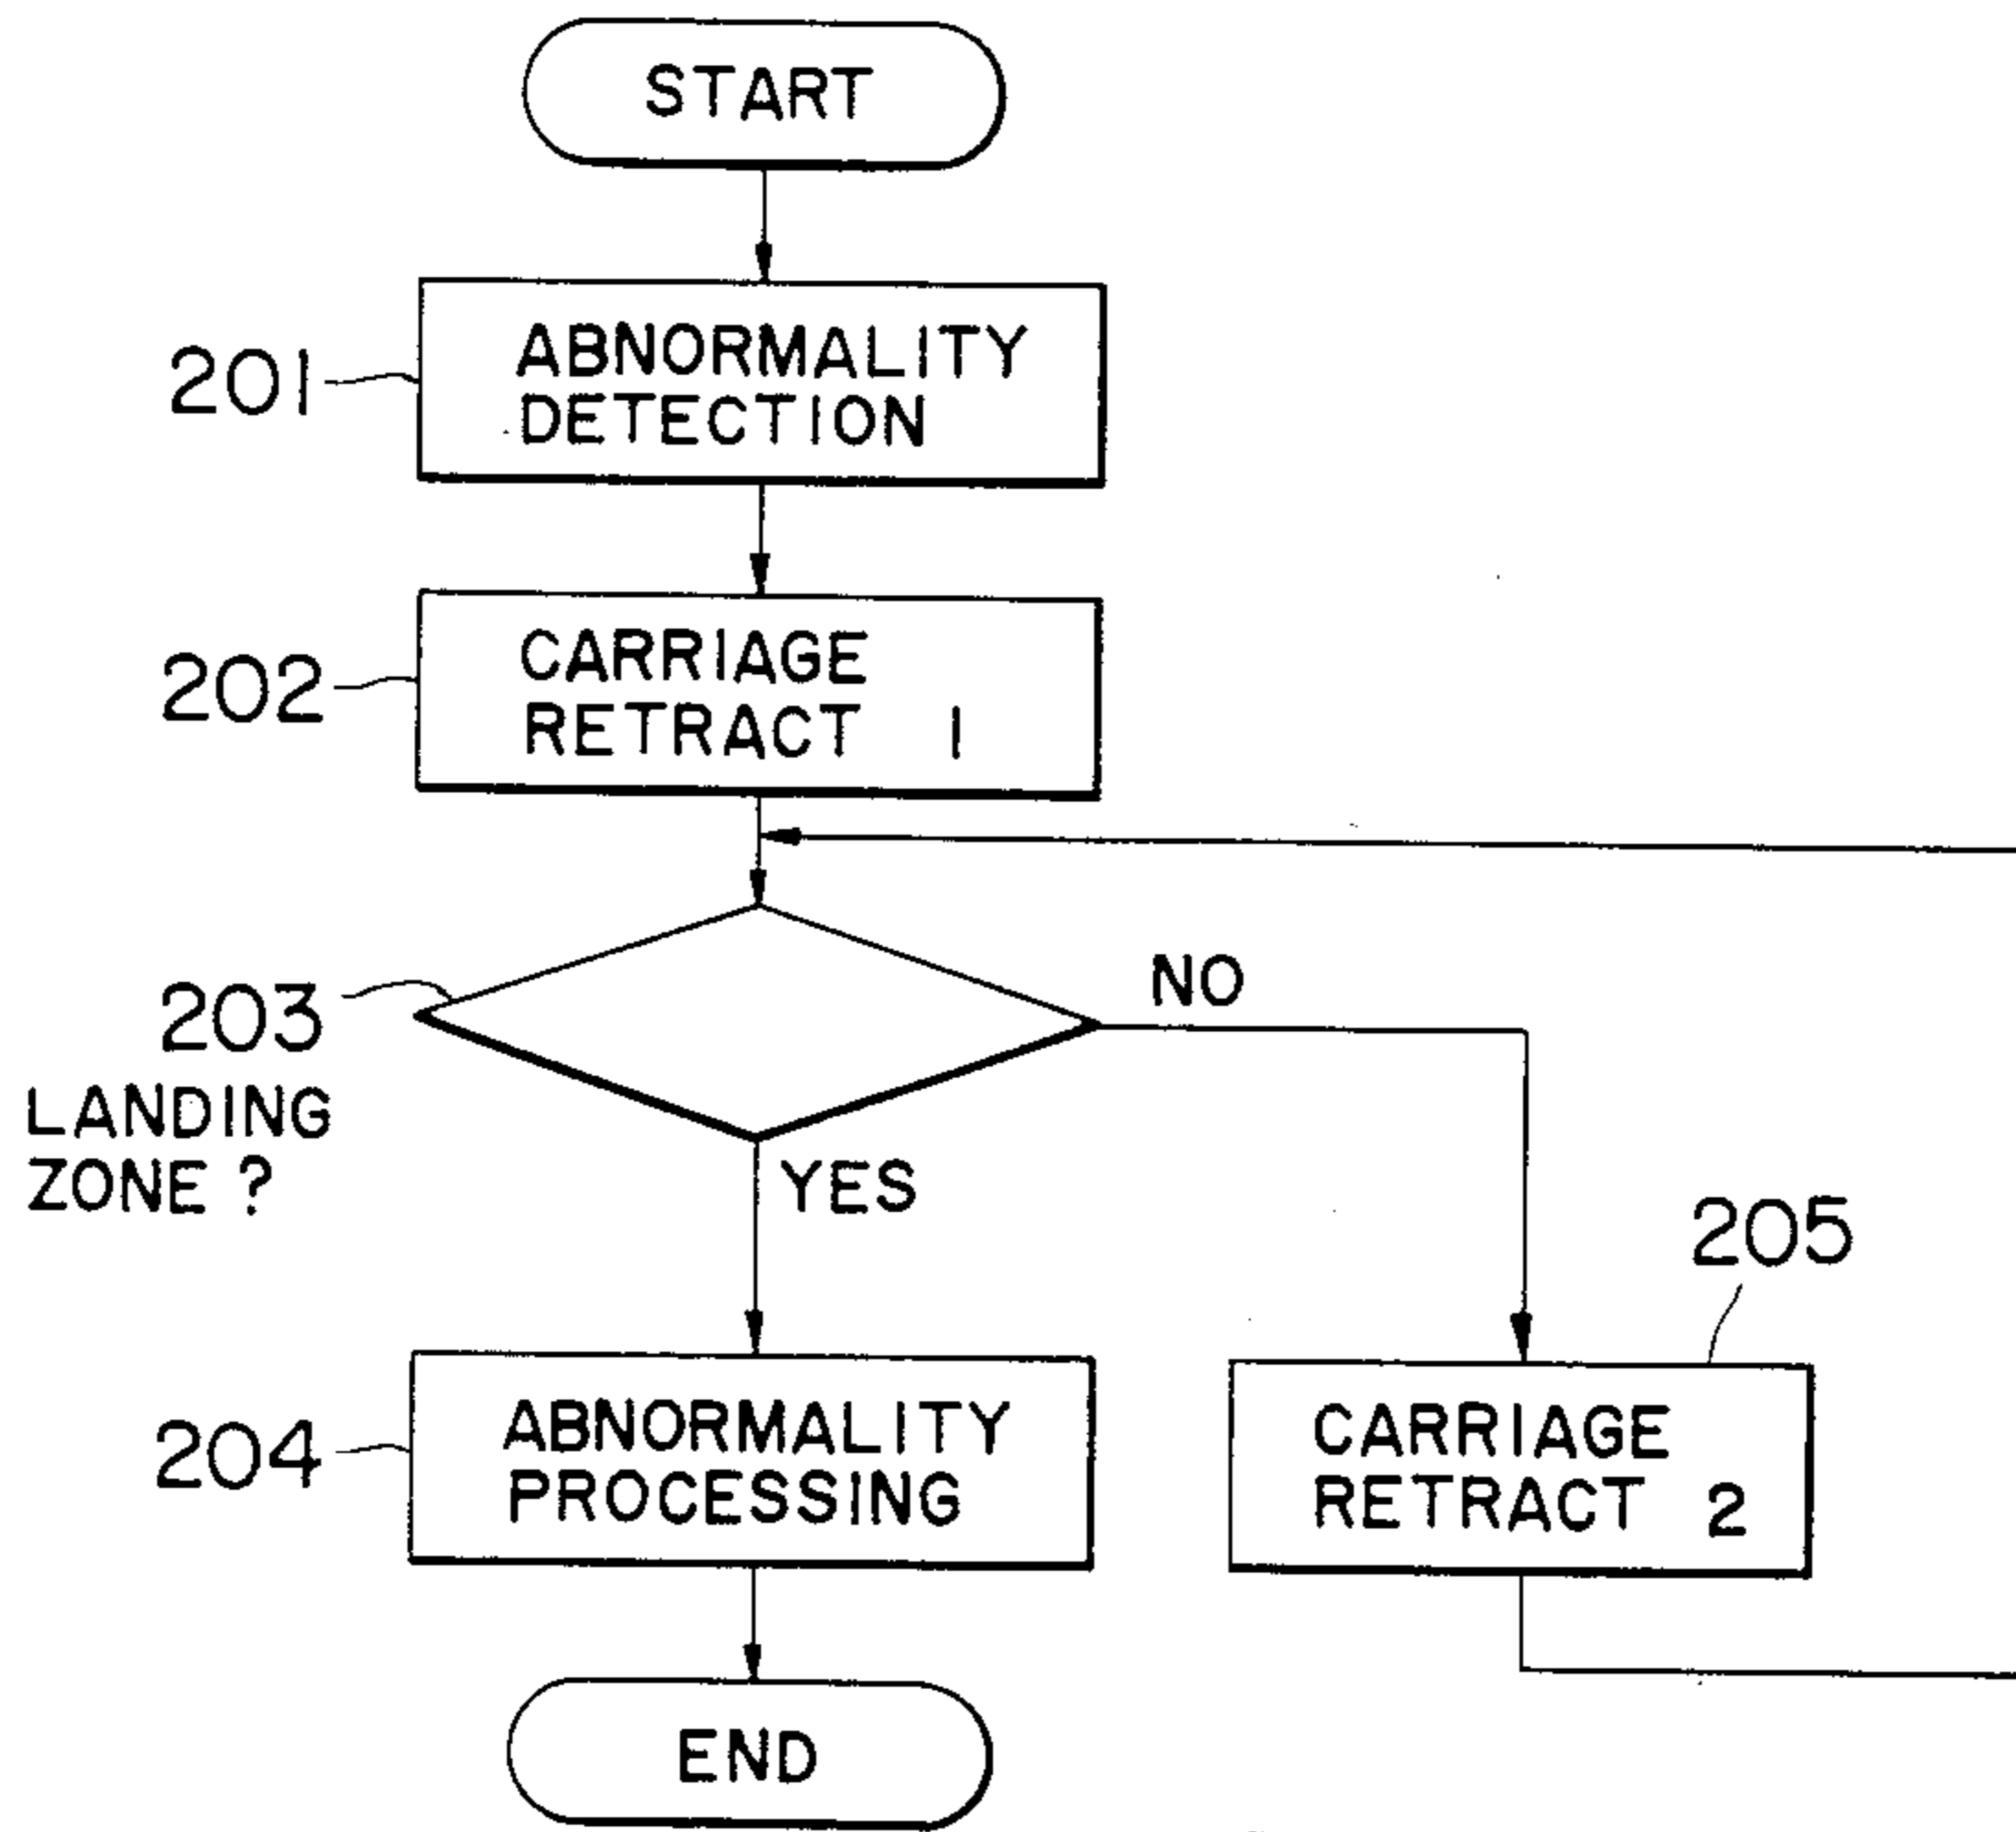 START
201
ABNORMALITY
DETECTION
202
CARRIAGE
RETRACT 1
203
LANDING
ZONE ?
NO
YES
204
ABNORMALITY
PROCESSING
205
CARRIAGE
RETRACT 2
END